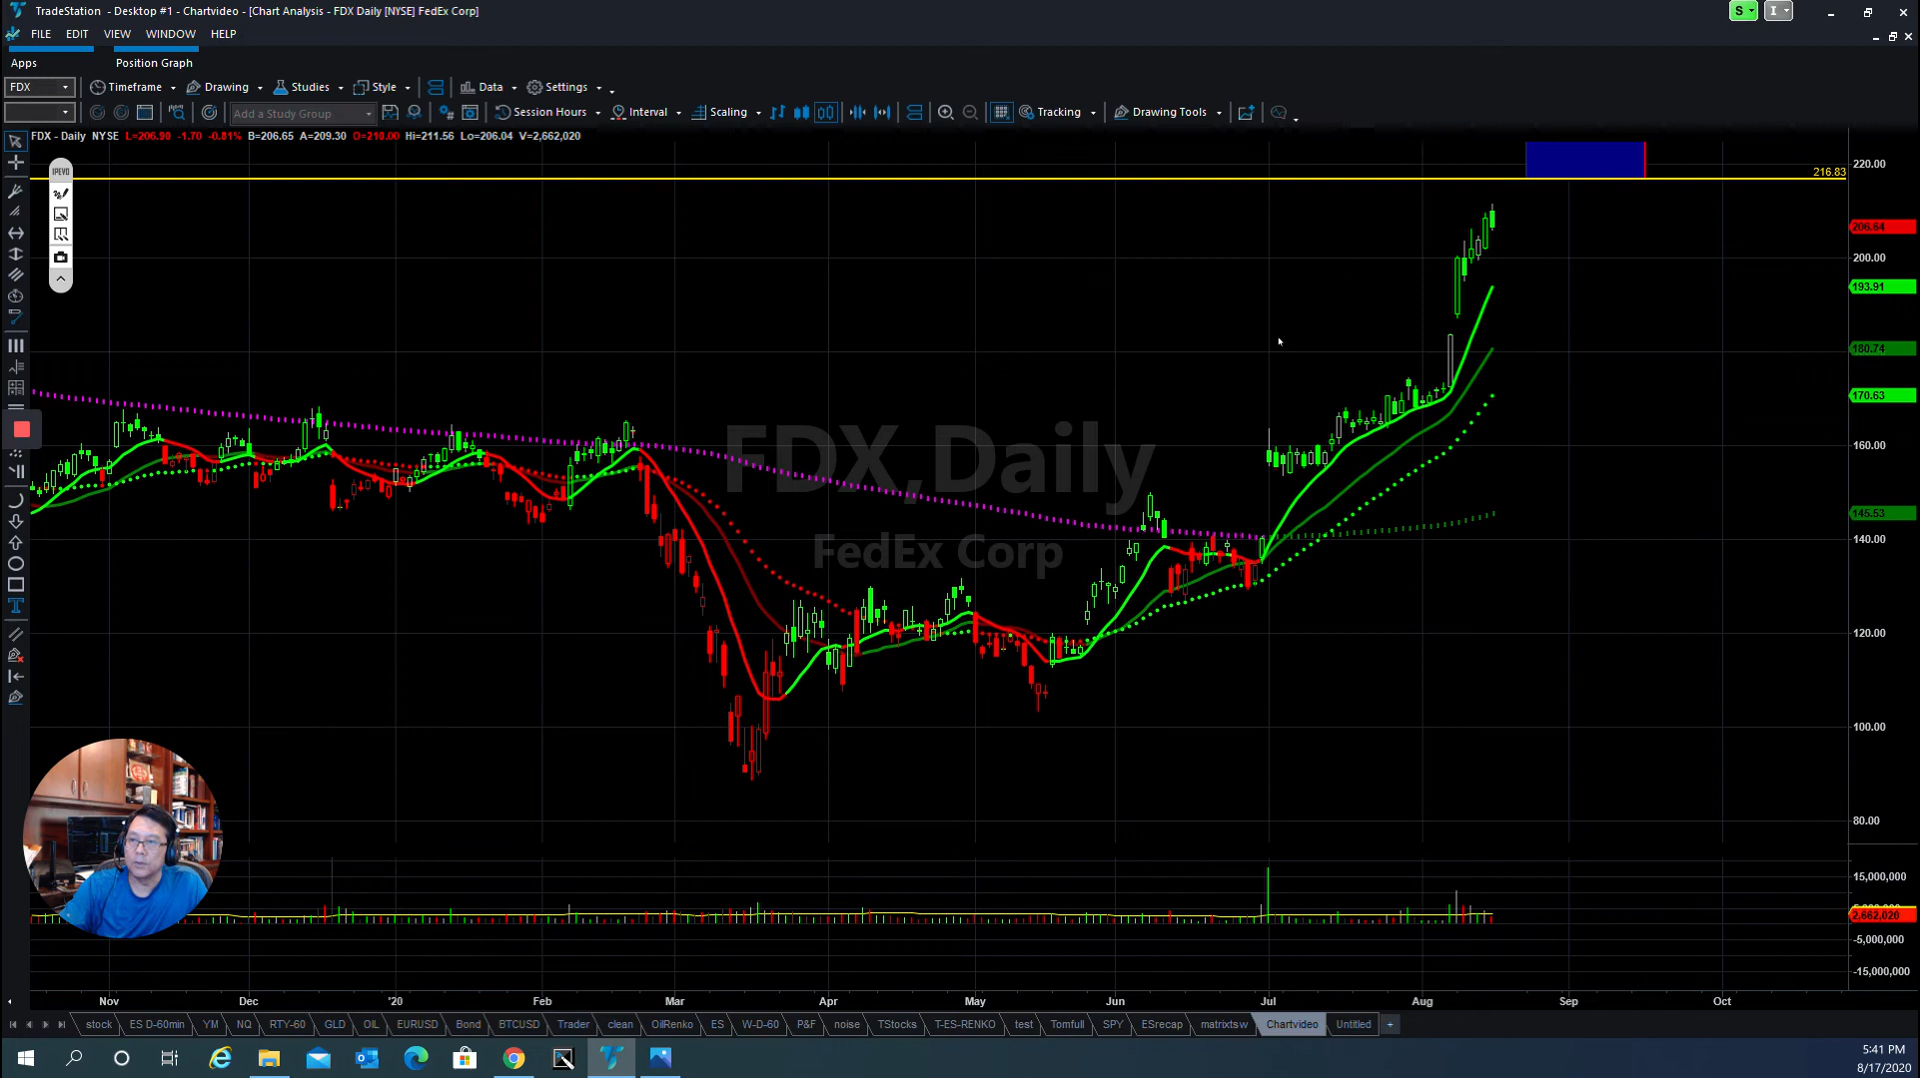 TradeStation - Desktop #1 - Chartvideo - [Chart Analysis - FDX Daily [NYSE] FedEx Corp]
S
I
FILE EDIT VIEW WINDOW HELP
Apps Position Graph
FDX Timeframe Drawing Studies Style Data Settings
Add a Study Group Session Hours Interval Scaling Tracking Drawing Tools
FDX - Daily NYSE L=206.90 -1.70 -0.81% B=206.65 A=209.30 O=210.00 Hi=211.56 Lo=206.04 V=2,662,020
IPEVO
216.83
220.00
206.64
200.00
193.91
180.74
170.63
160.00
145.53
140.00
120.00
100.00
80.00
FDX,Daily
FedEx Corp
15,000,000
2,662,020
-5,000,000
-15,000,000
Nov Dec '20 Feb Mar Apr May Jun Jul Aug Sep Oct
stock ES D-60min YM NQ RTY-60 GLD OIL EURUSD Bond BTCUSD Trader clean OilRenko ES W-D-60 P&F noise TStocks T-ES-RENKO test Tomfull SPY ESrecap matrixtsw Chartvideo Untitled +
5:41 PM
8/17/2020